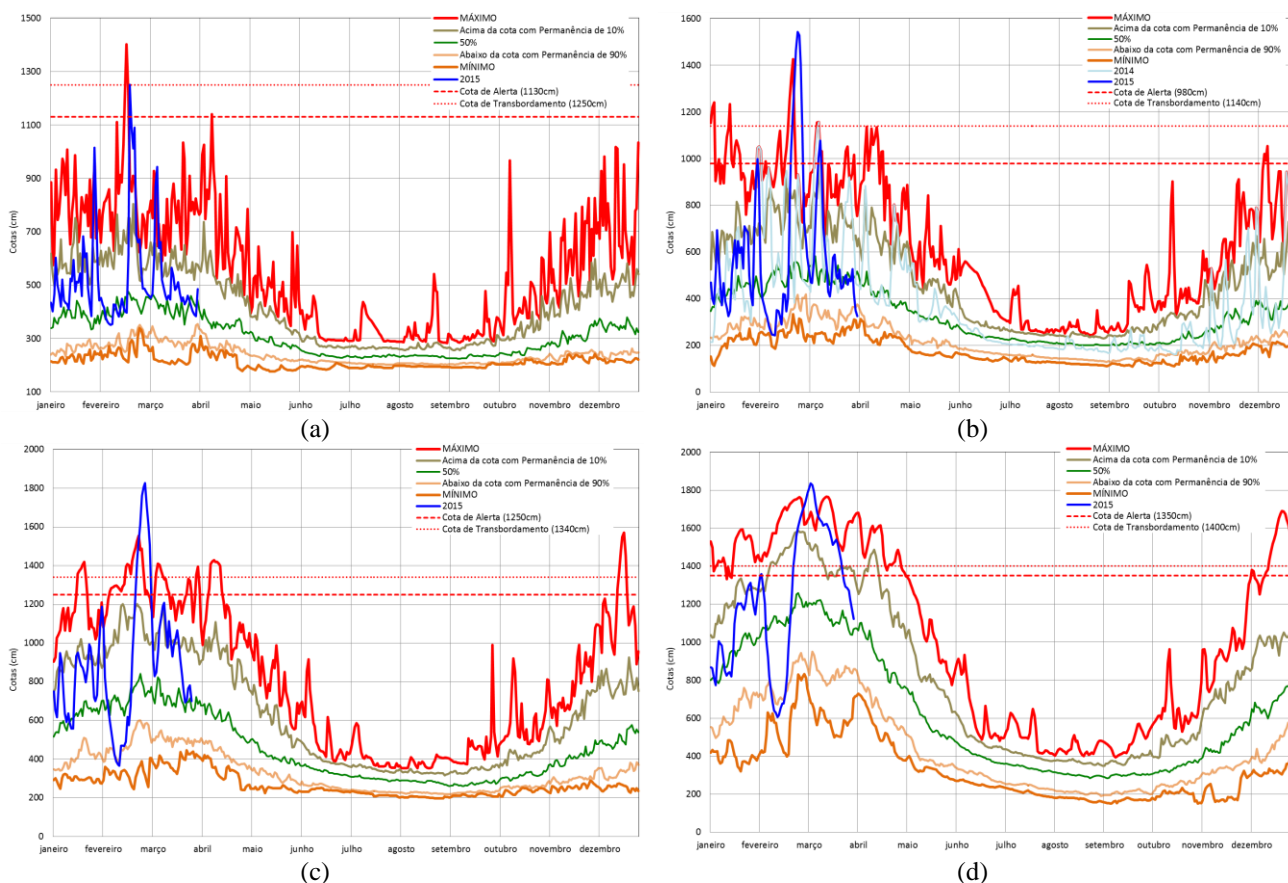 1500
1300
1100
900
700
500
300
100
Cotas (cm)
MÁXIMO
Acima da cota com Permanência de 10%
50%
Abaixo da cota com Permanência de 90%
MÍNIMO
2015
Cota de Alerta (1130cm)
Cota de Transbordamento (1250cm)
janeiro fevereiro março abril maio junho julho agosto setembro outubro novembro dezembro
(a)
1600
1400
1200
1000
800
600
400
200
0
Cotas (cm)
MÁXIMO
Acima da cota com Permanência de 10%
50%
Abaixo da cota com Permanência de 90%
MÍNIMO
2014
2015
Cota de Alerta (980cm)
Cota de Transbordamento (1140cm)
janeiro fevereiro março abril maio junho julho agosto setembro outubro novembro dezembro
(b)
2000
1800
1600
1400
1200
1000
800
600
400
200
0
Cotas (cm)
MÁXIMO
Acima da cota com Permanência de 10%
50%
Abaixo da cota com Permanência de 90%
MÍNIMO
2015
Cota de Alerta (1250cm)
Cota de Transbordamento (1340cm)
janeiro fevereiro março abril maio junho julho agosto setembro outubro novembro dezembro
(c)
2000
1800
1600
1400
1200
1000
800
600
400
200
0
Cotas (cm)
MÁXIMO
Acima da cota com Permanência de 10%
50%
Abaixo da cota com Permanência de 90%
MÍNIMO
2015
Cota de Alerta (1350cm)
Cota de Transbordamento (1400cm)
janeiro fevereiro março abril maio junho julho agosto setembro outubro novembro dezembro
(d)